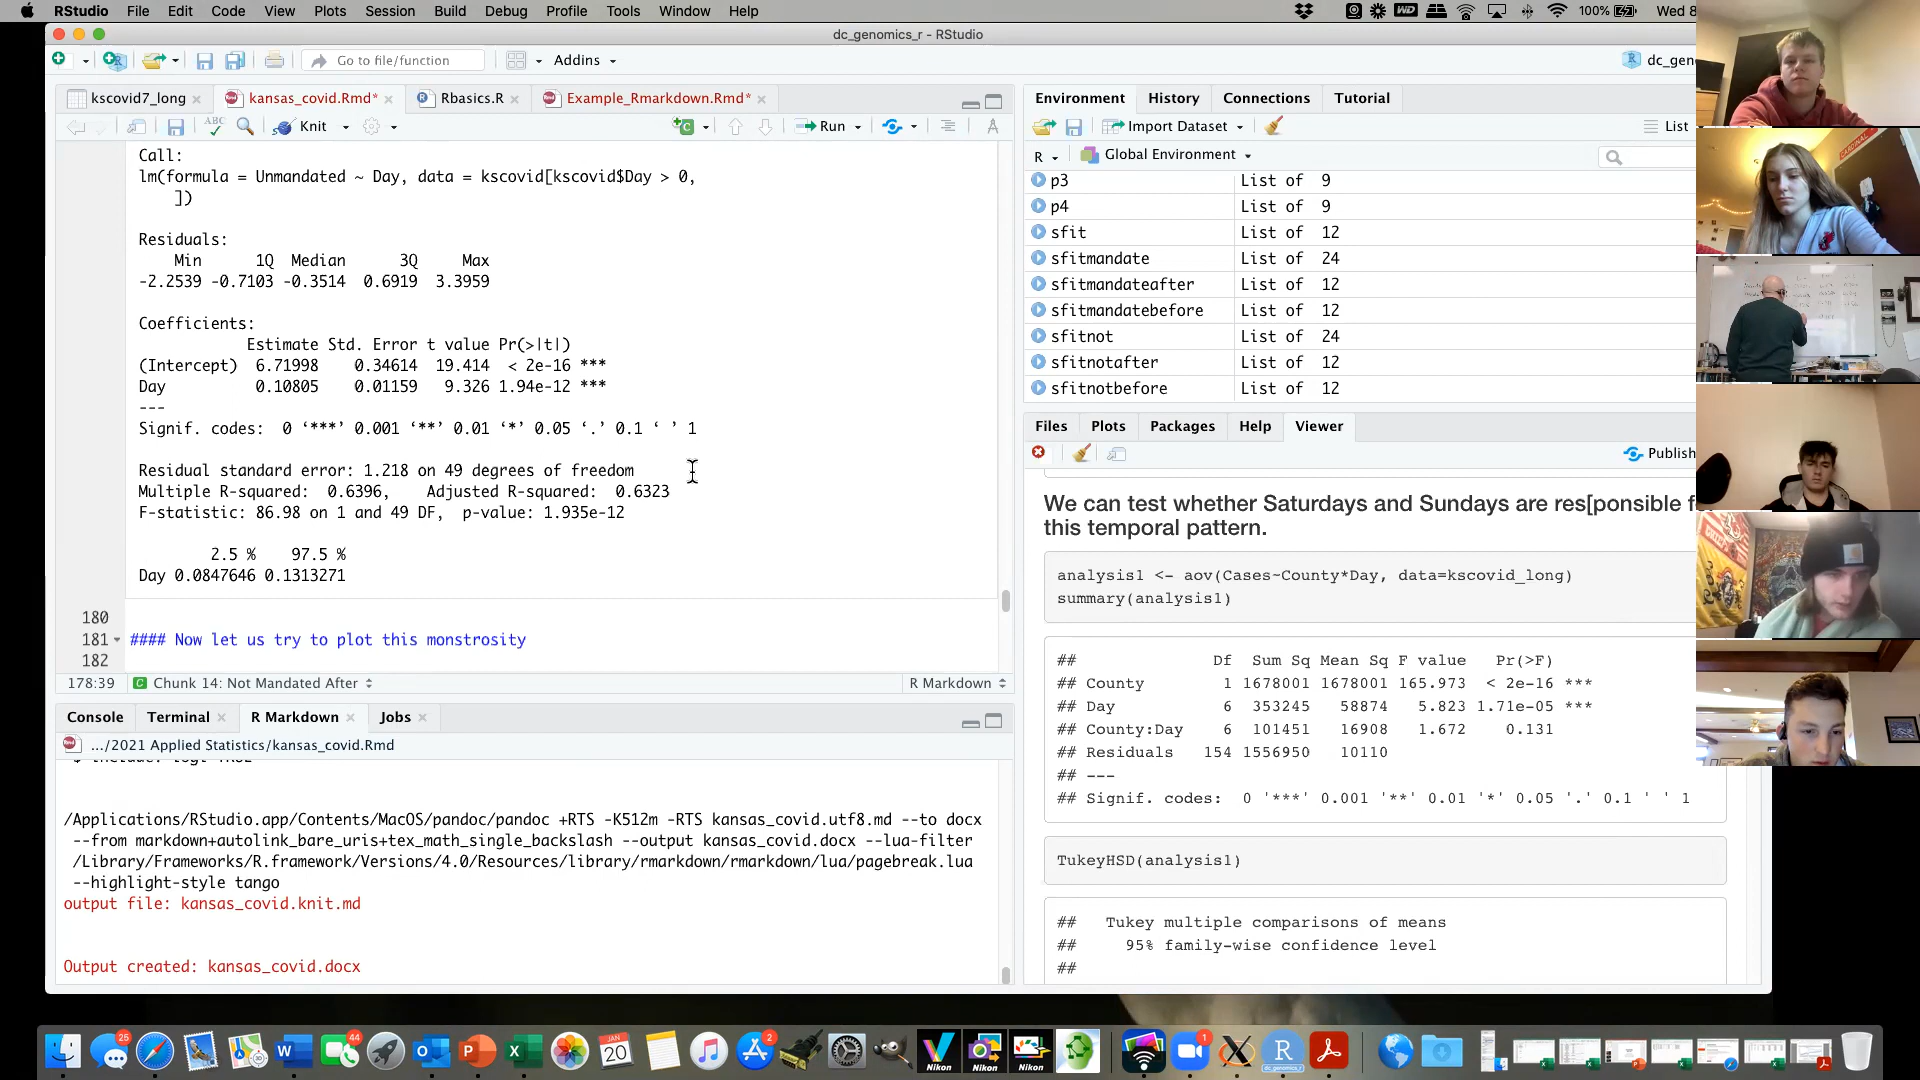 RStudio File Edit Code View Plots Session Build Debug Profile Tools Window Help 100% Wed 8
dc_genomics_r - RStudio
Go to file/function Addins dc_gen
kscovid7_long kansas_covid.Rmd* Rbasics.R Example_Rmarkdown.Rmd*
ABC Knit Run
Call:
lm(formula = Unmandated ~ Day, data = kscovid[kscovid$Day > 0,
])
Residuals:
Min 1Q Median 3Q Max
-2.2539 -0.7103 -0.3514 0.6919 3.3959
Coefficients:
Estimate Std. Error t value Pr(>|t|)
(Intercept) 6.71998 0.34614 19.414 < 2e-16 ***
Day 0.10805 0.01159 9.326 1.94e-12 ***
---
Signif. codes: 0 ‘***’ 0.001 ‘**’ 0.01 ‘*’ 0.05 ‘.’ 0.1 ‘ ’ 1
Residual standard error: 1.218 on 49 degrees of freedom
Multiple R-squared: 0.6396, Adjusted R-squared: 0.6323
F-statistic: 86.98 on 1 and 49 DF, p-value: 1.935e-12
2.5 % 97.5 %
Day 0.0847646 0.1313271
180
181 #### Now let us try to plot this monstrosity
182
178:39 Chunk 14: Not Mandated After R Markdown
Console Terminal R Markdown Jobs
.../2021 Applied Statistics/kansas_covid.Rmd
/Applications/RStudio.app/Contents/MacOS/pandoc/pandoc +RTS -K512m -RTS kansas_covid.utf8.md --to docx
--from markdown+autolink_bare_uris+tex_math_single_backslash --output kansas_covid.docx --lua-filter
/Library/Frameworks/R.framework/Versions/4.0/Resources/library/rmarkdown/rmarkdown/lua/pagebreak.lua
--highlight-style tango
output file: kansas_covid.knit.md
Output created: kansas_covid.docx
Environment History Connections Tutorial
Import Dataset List
R Global Environment
p3 List of 9
p4 List of 9
sfit List of 12
sfitmandate List of 24
sfitmandateafter List of 12
sfitmandatebefore List of 12
sfitnot List of 24
sfitnotafter List of 12
sfitnotbefore List of 12
Files Plots Packages Help Viewer
Publish
We can test whether Saturdays and Sundays are res[ponsible f
this temporal pattern.
analysis1 <- aov(Cases~County*Day, data=kscovid_long)
summary(analysis1)
## Df Sum Sq Mean Sq F value Pr(>F)
## County 1 1678001 1678001 165.973 < 2e-16 ***
## Day 6 353245 58874 5.823 1.71e-05 ***
## County:Day 6 101451 16908 1.672 0.131
## Residuals 154 1556950 10110
## ---
## Signif. codes: 0 '***' 0.001 '**' 0.01 '*' 0.05 '.' 0.1 ' ' 1
TukeyHSD(analysis1)
## Tukey multiple comparisons of means
## 95% family-wise confidence level
##
25 44 JAN 20 2 Nikon Nikon Nikon 1 dc_genomics_r